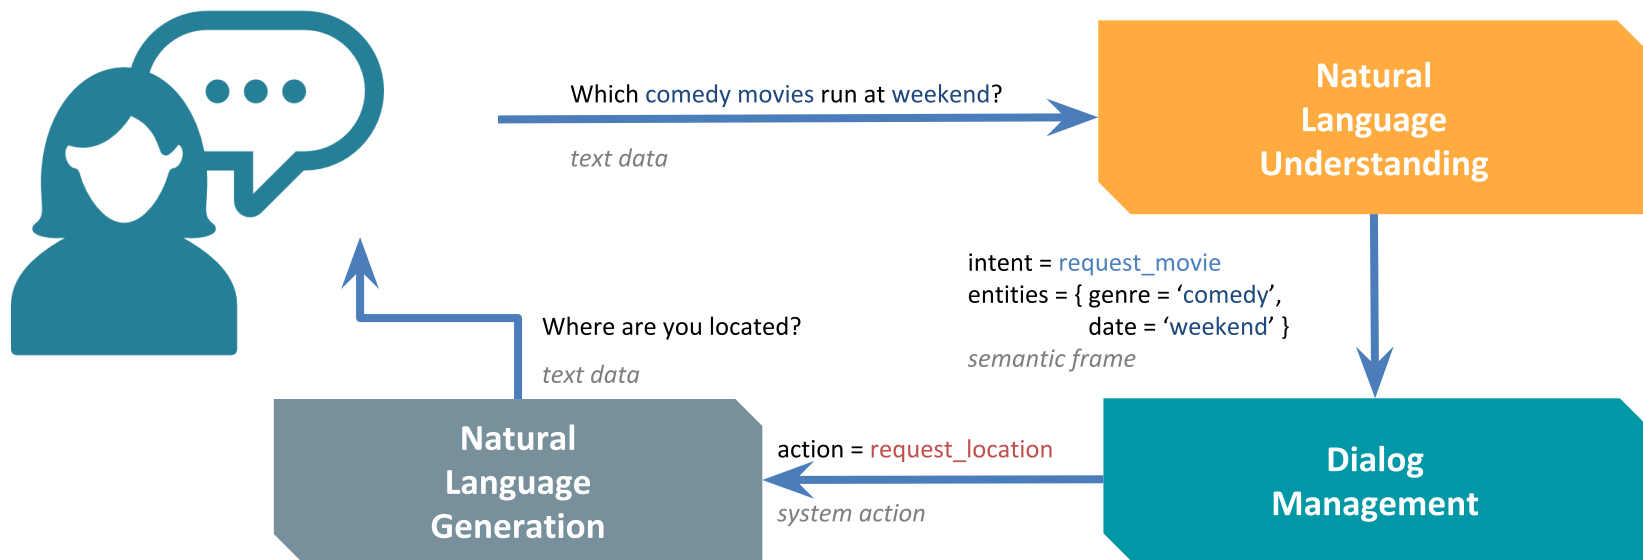 Which comedy movies run at weekend?
text data
Natural
Language
Understanding
intent = request_movie
entities = { genre = ‘comedy’,
date = ‘weekend’ }
semantic frame
Dialog
Management
action = request_location
system action
Natural
Language
Generation
Where are you located?
text data